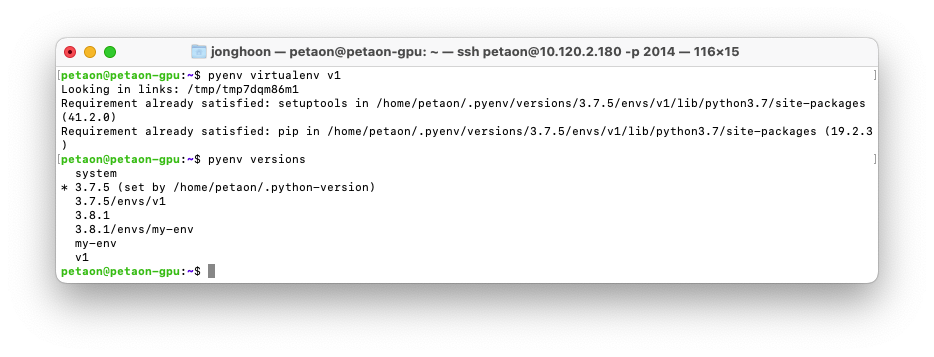 jonghoon — petaon@petaon-gpu: ~ — ssh petaon@10.120.2.180 -p 2014 — 116×15
[petaon@petaon-gpu:~$ pyenv virtualenv v1 ]
Looking in links: /tmp/tmp7dqm86m1
Requirement already satisfied: setuptools in /home/petaon/.pyenv/versions/3.7.5/envs/v1/lib/python3.7/site-packages
(41.2.0)
Requirement already satisfied: pip in /home/petaon/.pyenv/versions/3.7.5/envs/v1/lib/python3.7/site-packages (19.2.3
)
[petaon@petaon-gpu:~$ pyenv versions ]
  system
* 3.7.5 (set by /home/petaon/.python-version)
  3.7.5/envs/v1
  3.8.1
  3.8.1/envs/my-env
  my-env
  v1
petaon@petaon-gpu:~$